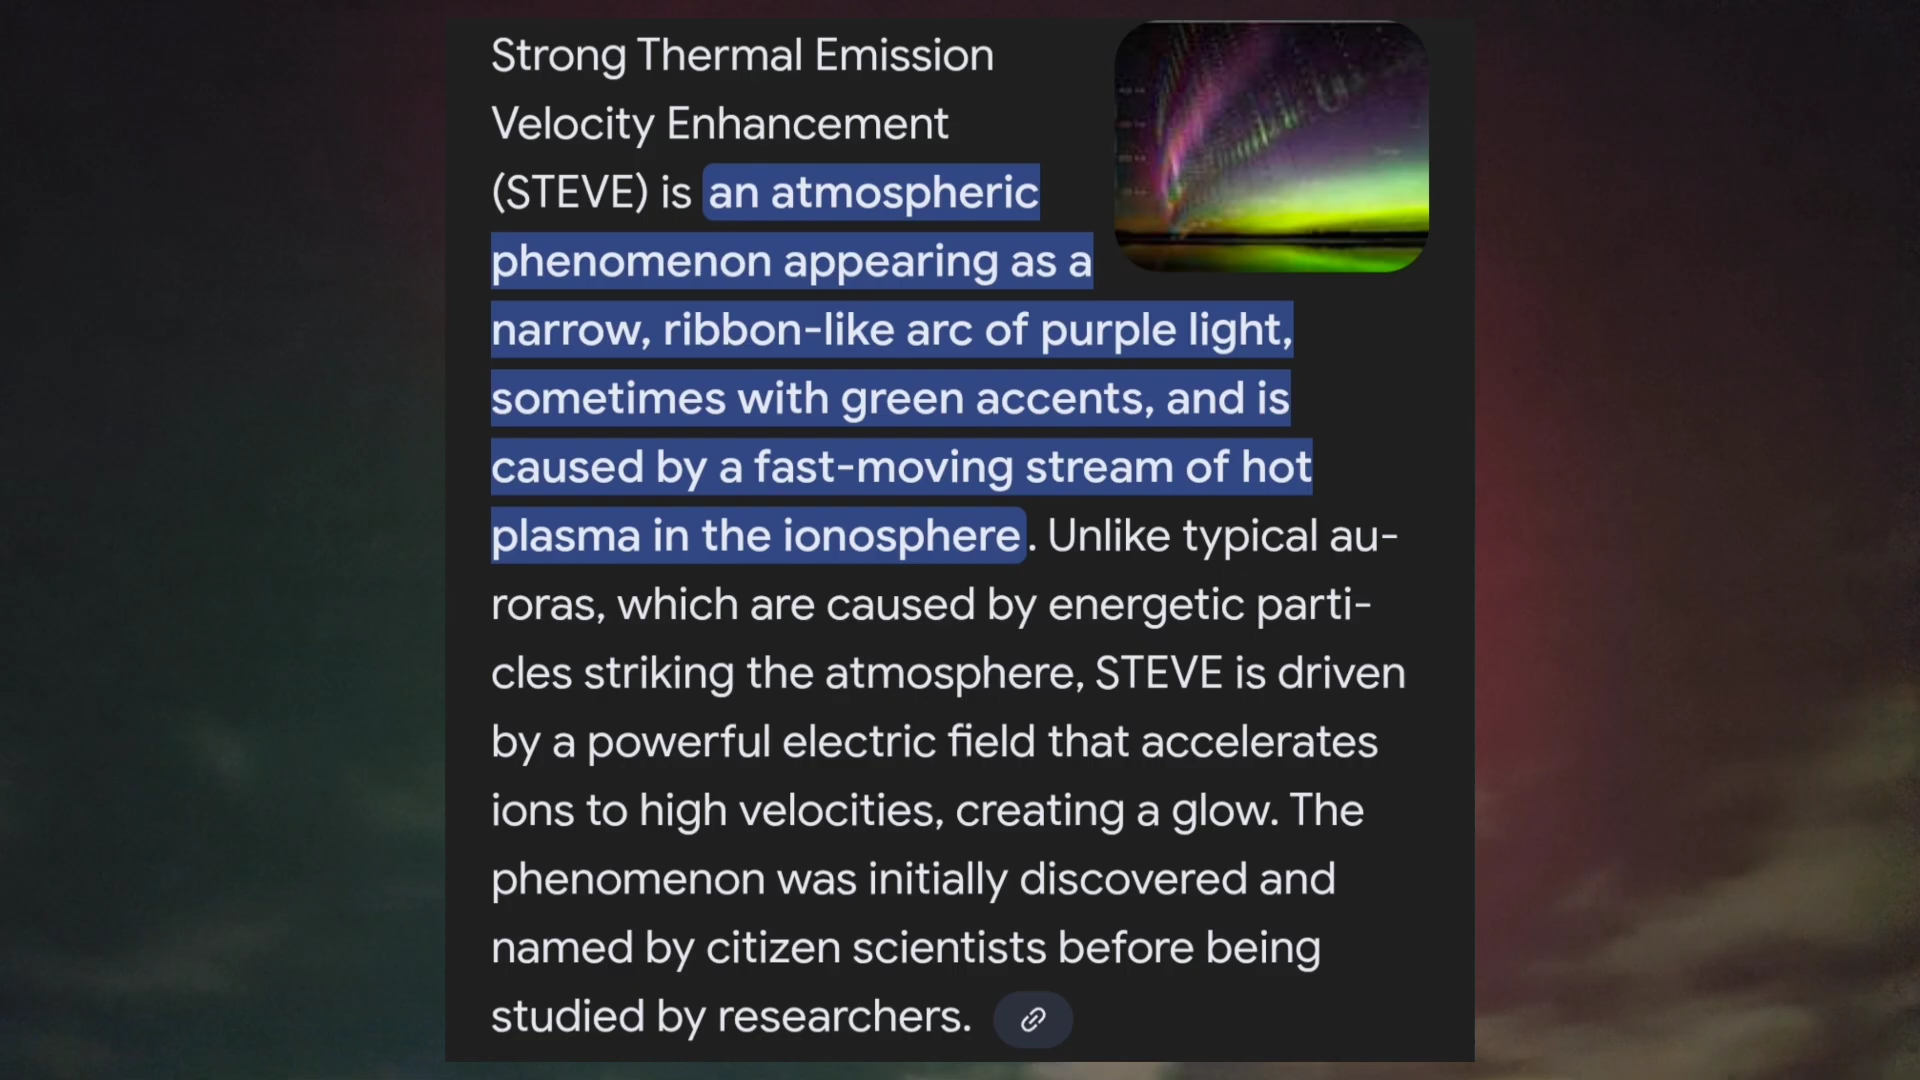 Strong Thermal Emission
Velocity Enhancement
(STEVE) is an atmospheric
phenomenon appearing as a
narrow, ribbon-like arc of purple light,
sometimes with green accents, and is
caused by a fast-moving stream of hot
plasma in the ionosphere. Unlike typical au-
roras, which are caused by energetic parti-
cles striking the atmosphere, STEVE is driven
by a powerful electric field that accelerates
ions to high velocities, creating a glow. The
phenomenon was initially discovered and
named by citizen scientists before being
studied by researchers.